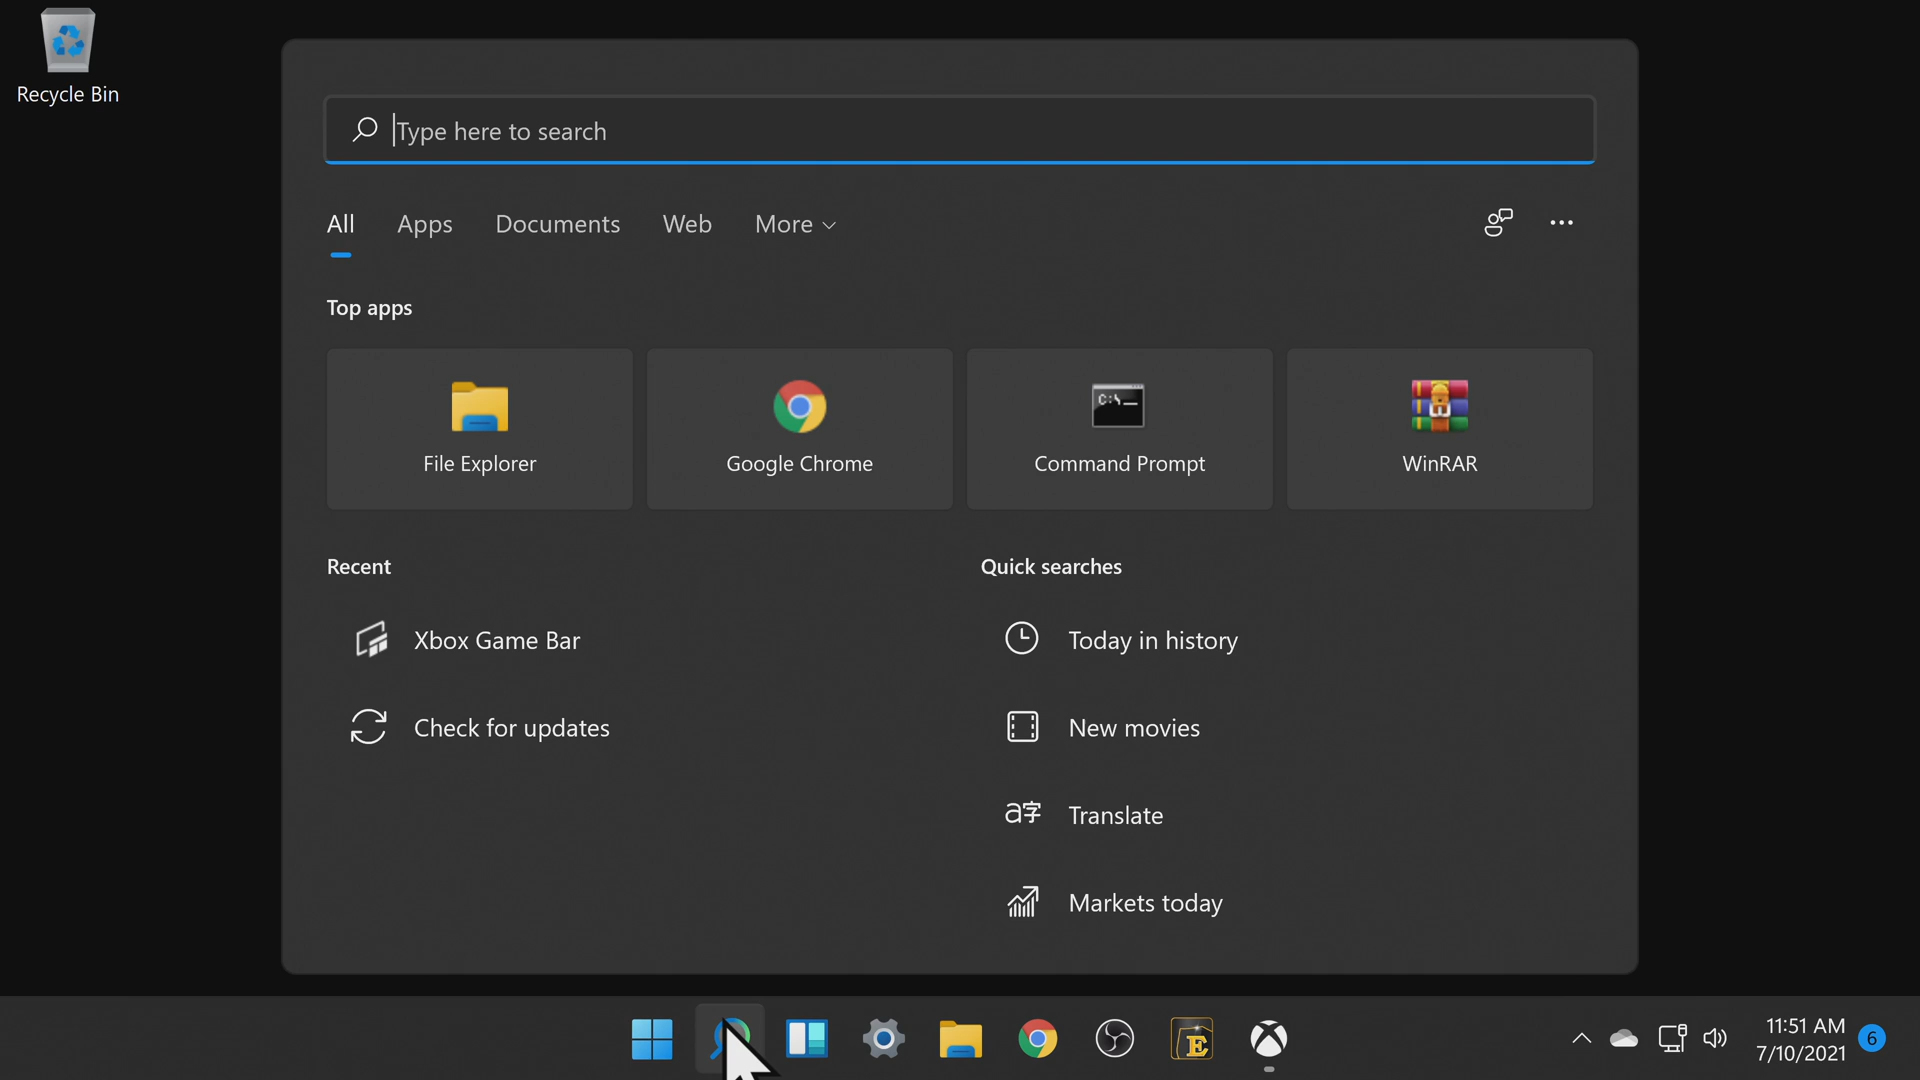 Recycle Bin
Type here to search
All Apps Documents Web More
Top apps
C:\_
File Explorer Google Chrome Command Prompt WinRAR
Recent Quick searches
Xbox Game Bar Today in history
Check for updates New movies
a字 Translate
Markets today
E
11:51 AM
7/10/2021
6